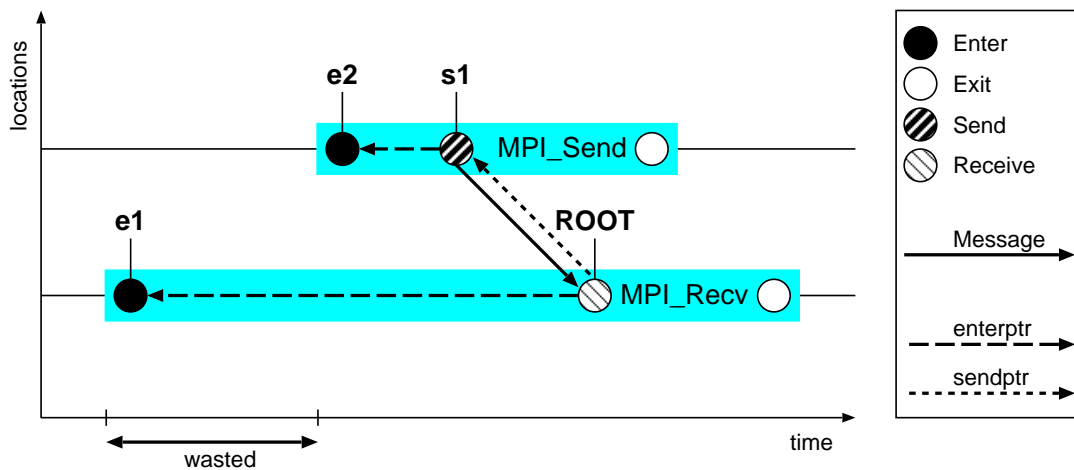 locations
e2
s1
MPI_Send
e1
ROOT
MPI_Recv
wasted
time
Enter
Exit
Send
Receive
Message
enterptr
sendptr